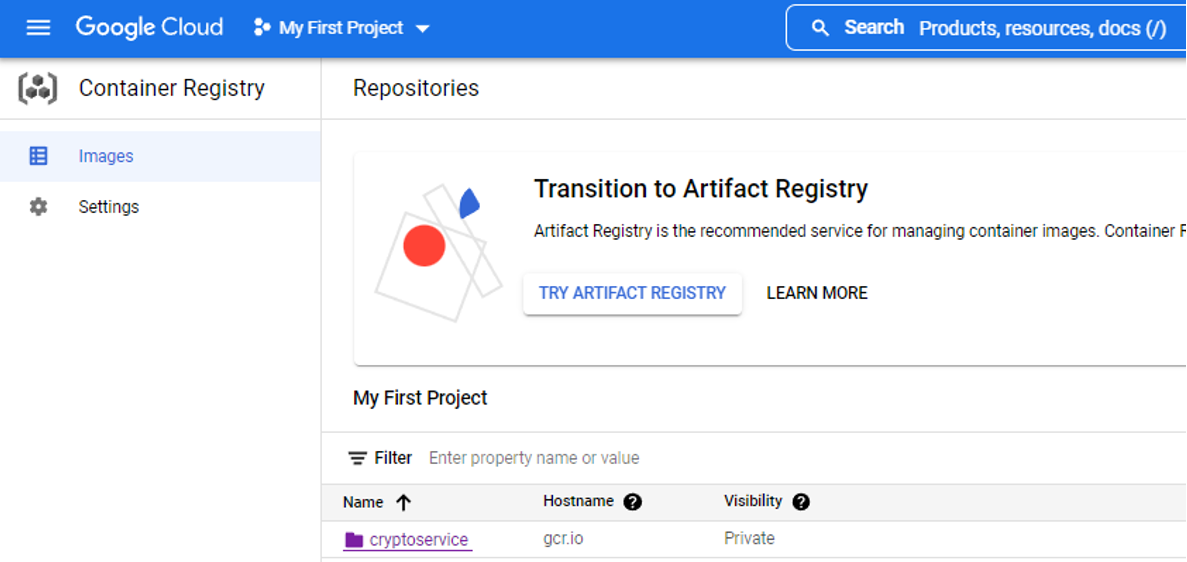 Google Cloud My First Project Search Products, resources, docs (/)
Container Registry Repositories
Images
Settings
Transition to Artifact Registry
Artifact Registry is the recommended service for managing container images. Container
TRY ARTIFACT REGISTRY LEARN MORE
My First Project
Filter Enter property name or value
Name Hostname Visibility
cryptoservice gcr.io Private